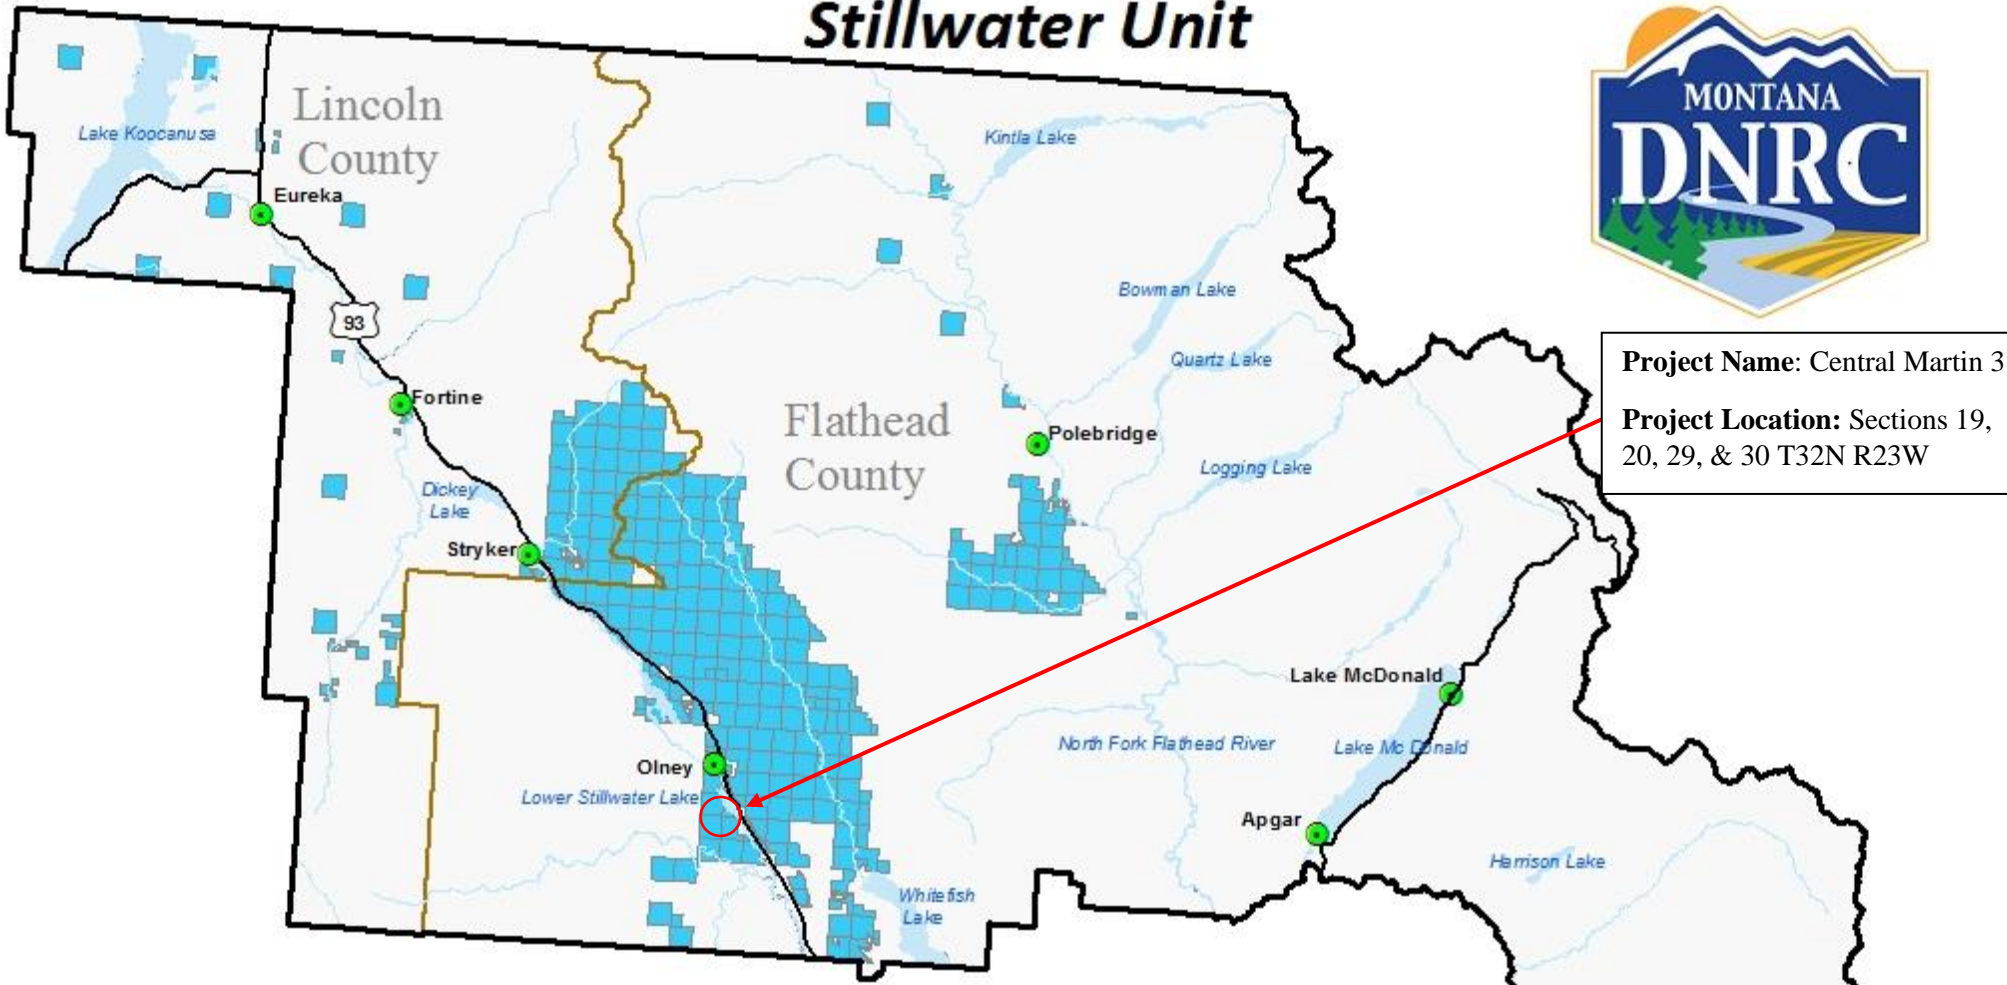 Stillwater Unit
MONTANA
DNRC
Lincoln
County
Lake Koocanusa
Eureka
Kintla Lake
Bowman Lake
93
Quartz Lake
Project Name: Central Martin 3
Project Location: Sections 19,
20, 29, & 30 T32N R23W
Fortine
Flathead
County
Polebridge
Logging Lake
Dickey
Lake
Stryker
Lake McDonald
North Fork Flathead River
Lake Mc Donald
Olney
Lower Stillwater Lake
Apgar
Harrison Lake
Whitefish
Lake